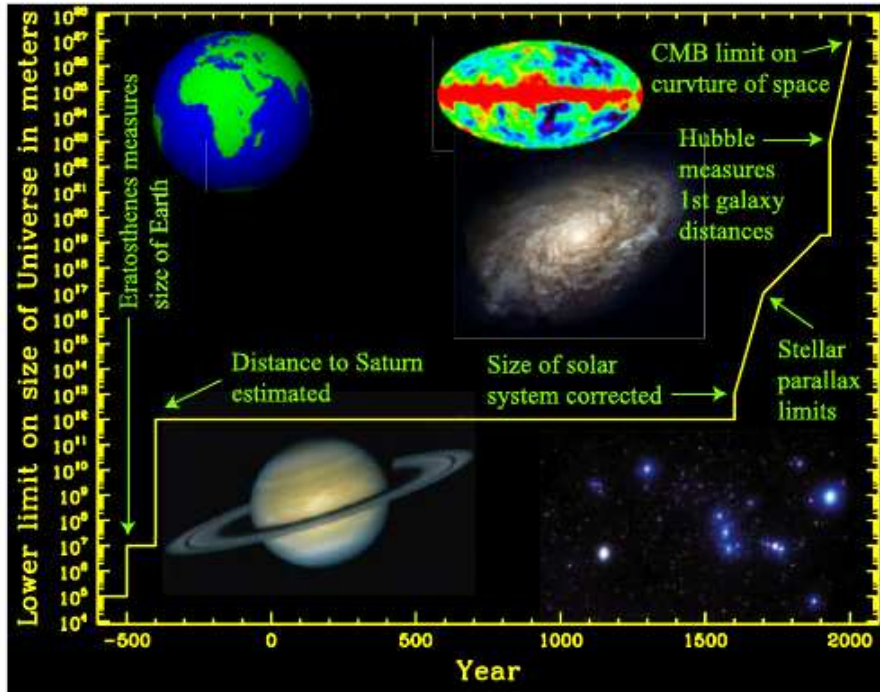 Lower limit on size of Universe in meters
10²⁸
10²⁷
10²⁶
10²⁵
10²⁴
10²³
10²²
10²¹
10²⁰
10¹⁹
10¹⁸
10¹⁷
10¹⁶
10¹⁵
10¹⁴
10¹³
10¹²
10¹¹
10¹⁰
10⁹
10⁸
10⁷
10⁶
10⁵
10⁴
Eratosthenes measures
size of Earth
CMB limit on
curvture of space
Hubble
measures
1st galaxy
distances
Distance to Saturn
estimated
Size of solar
system corrected
Stellar
parallax
limits
-500
0
500
1000
1500
2000
Year